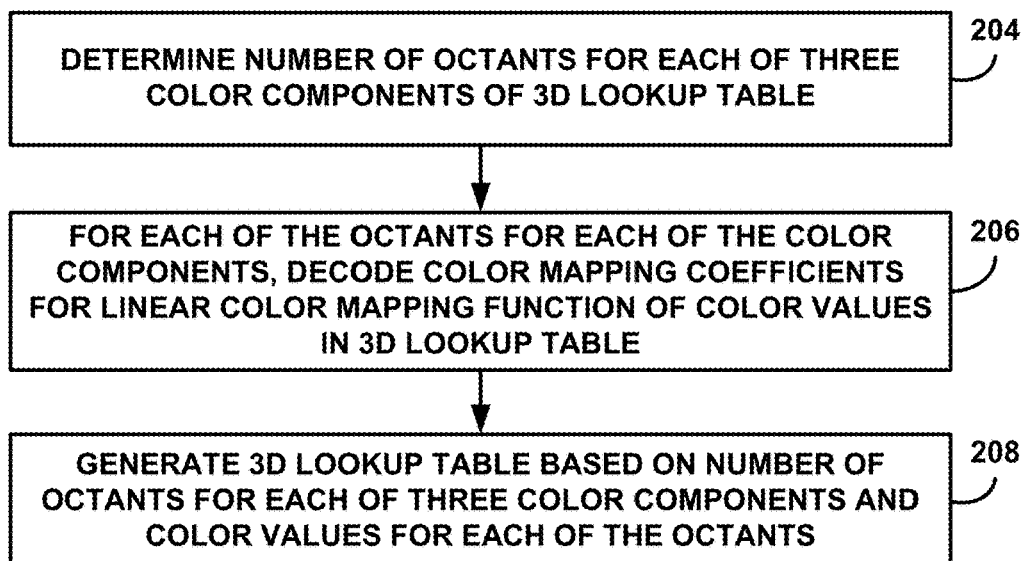 DETERMINE NUMBER OF OCTANTS FOR EACH OF THREE
COLOR COMPONENTS OF 3D LOOKUP TABLE
204
FOR EACH OF THE OCTANTS FOR EACH OF THE COLOR
COMPONENTS, DECODE COLOR MAPPING COEFFICIENTS
FOR LINEAR COLOR MAPPING FUNCTION OF COLOR VALUES
IN 3D LOOKUP TABLE
206
GENERATE 3D LOOKUP TABLE BASED ON NUMBER OF
OCTANTS FOR EACH OF THREE COLOR COMPONENTS AND
COLOR VALUES FOR EACH OF THE OCTANTS
208